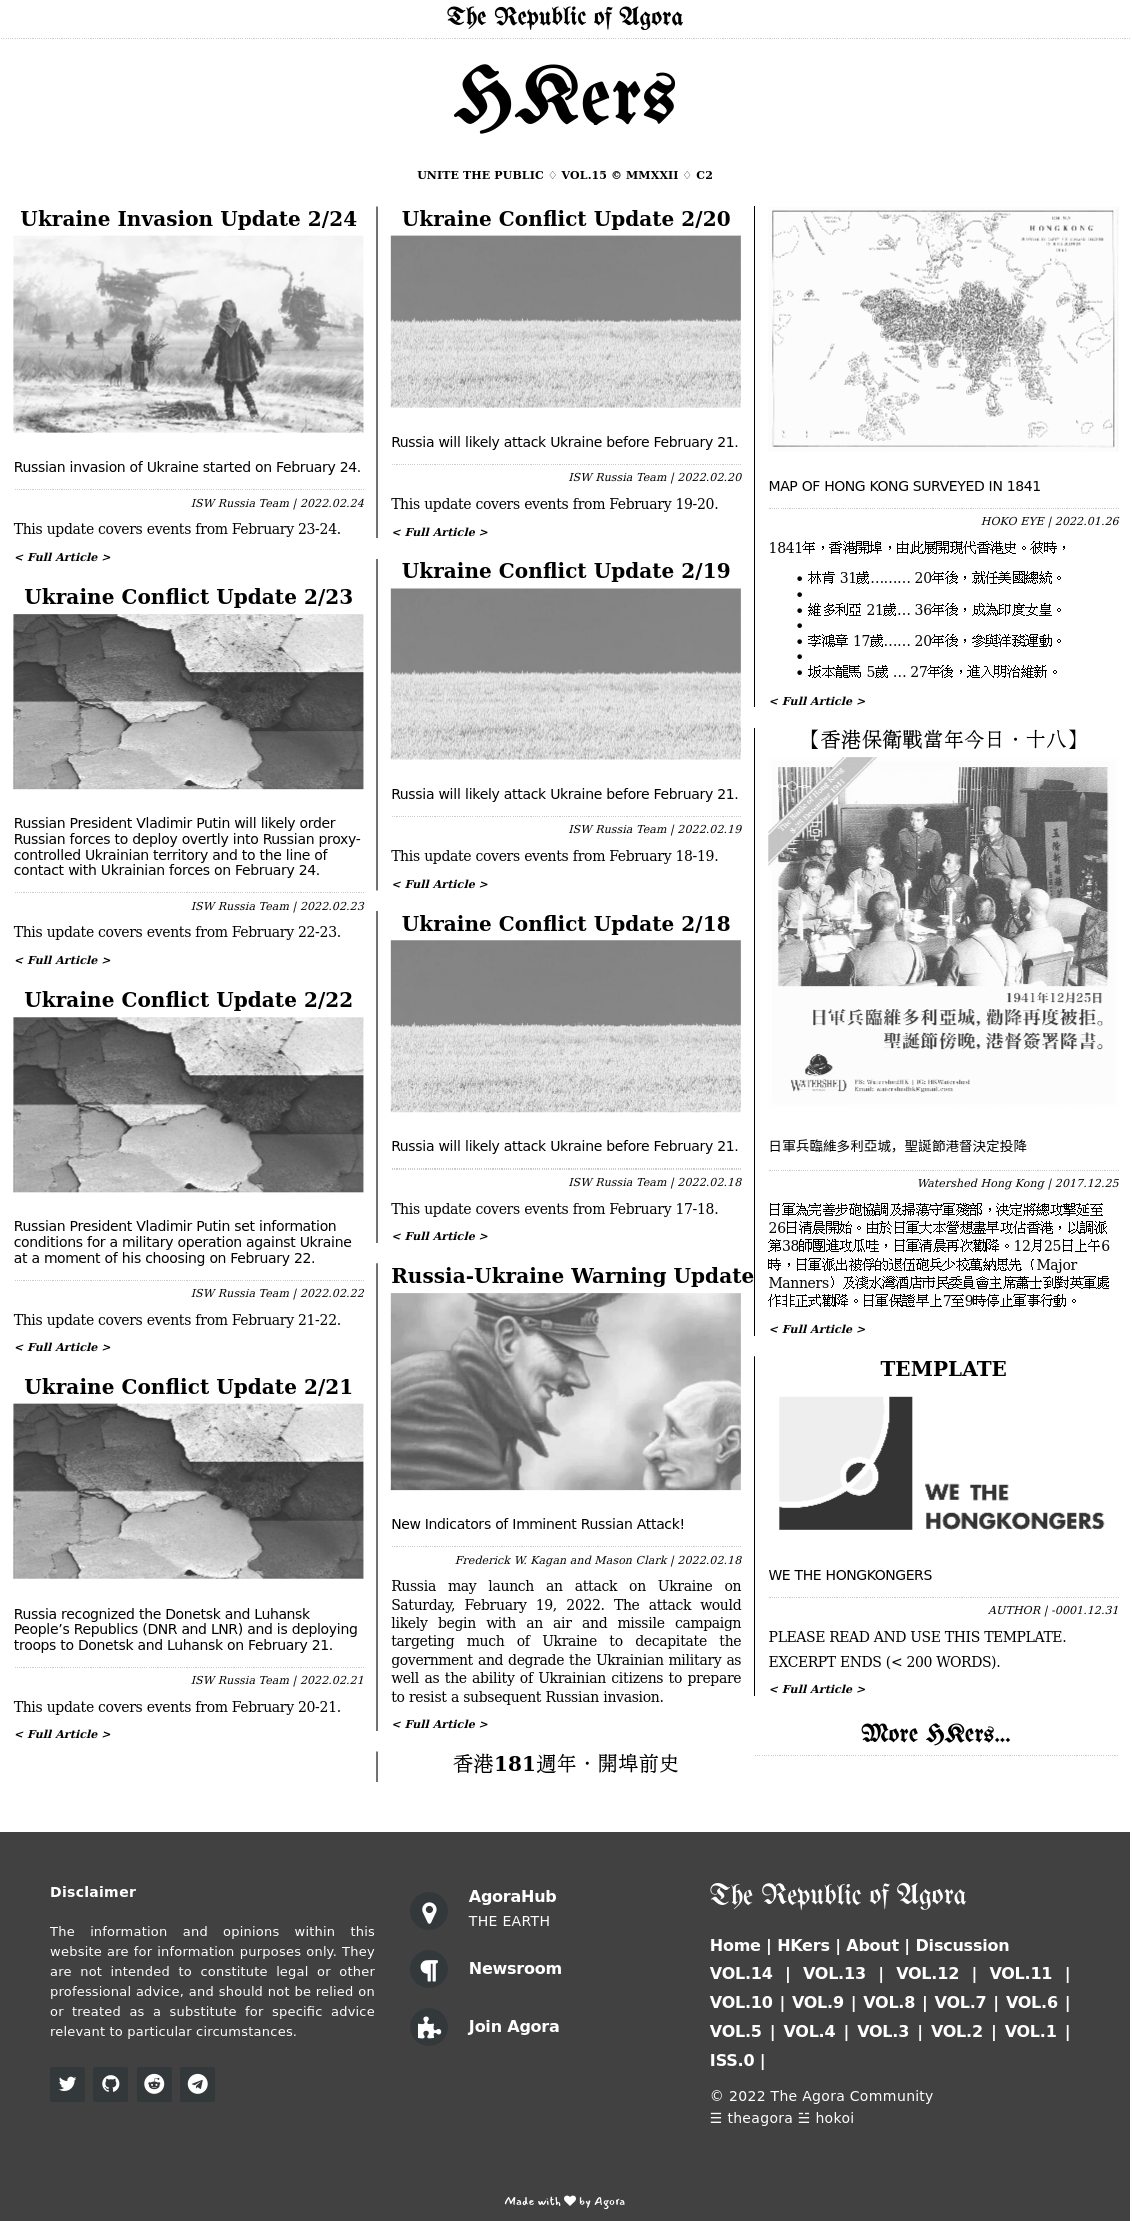 The Republic of Agora
HKers
UNITE THE PUBLIC ♢ VOL.15 © MMXXII ♢ C2
Ukraine Invasion Update 2/24
Russian invasion of Ukraine started on February 24.
ISW Russia Team | 2022.02.24
This update covers events from February 23-24.
< Full Article >
Ukraine Conflict Update 2/23
Russian President Vladimir Putin will likely order
Russian forces to deploy overtly into Russian proxy-
controlled Ukrainian territory and to the line of
contact with Ukrainian forces on February 24.
ISW Russia Team | 2022.02.23
This update covers events from February 22-23.
< Full Article >
Ukraine Conflict Update 2/22
Russian President Vladimir Putin set information
conditions for a military operation against Ukraine
at a moment of his choosing on February 22.
ISW Russia Team | 2022.02.22
This update covers events from February 21-22.
< Full Article >
Ukraine Conflict Update 2/21
Russia recognized the Donetsk and Luhansk
People’s Republics (DNR and LNR) and is deploying
troops to Donetsk and Luhansk on February 21.
ISW Russia Team | 2022.02.21
This update covers events from February 20-21.
< Full Article >
Ukraine Conflict Update 2/20
Russia will likely attack Ukraine before February 21.
ISW Russia Team | 2022.02.20
This update covers events from February 19-20.
< Full Article >
Ukraine Conflict Update 2/19
Russia will likely attack Ukraine before February 21.
ISW Russia Team | 2022.02.19
This update covers events from February 18-19.
< Full Article >
Ukraine Conflict Update 2/18
Russia will likely attack Ukraine before February 21.
ISW Russia Team | 2022.02.18
This update covers events from February 17-18.
< Full Article >
Russia-Ukraine Warning Update
New Indicators of Imminent Russian Attack!
Frederick W. Kagan and Mason Clark | 2022.02.18
Russia may launch an attack on Ukraine on
Saturday, February 19, 2022. The attack would
likely begin with an air and missile campaign
targeting much of Ukraine to decapitate the
government and degrade the Ukrainian military as
well as the ability of Ukrainian citizens to prepare
to resist a subsequent Russian invasion.
< Full Article >
香港181週年・開埠前史
HONGKONG
MAP OF HONG KONG SURVEYED IN 1841
HOKO EYE | 2022.01.26
1841年，香港開埠，由此展開現代香港史。彼時，
• 林肯 31歲……… 20年後，就任美國總統。
•
• 維多利亞 21歲… 36年後，成為印度女皇。
•
• 李鴻章 17歲…… 20年後，參與洋務運動。
•
• 坂本龍馬 5歲 … 27年後，進入明治維新。
< Full Article >
【香港保衛戰當年今日・十八】
1941年12月25日
日軍兵臨維多利亞城, 勸降再度被拒。
聖誕節傍晚, 港督簽署降書。
WATERSHED
FB: WatershedHK | IG: HKWatershed
Email: watershedhk@gmail.com
日軍兵臨維多利亞城，聖誕節港督決定投降
Watershed Hong Kong | 2017.12.25
日軍為完善步砲協調及掃蕩守軍殘部，決定將總攻擊延至
26日清晨開始。由於日軍大本營想盡早攻佔香港，以調派
第38師團進攻瓜哇，日軍清晨再次勸降。12月25日上午6
時，日軍派出被俘的退伍砲兵少校萬納思先（Major
Manners）及淺水灣酒店市民委員會主席蕭士到對英軍處
作非正式勸降。日軍保證早上7至9時停止軍事行動。
< Full Article >
TEMPLATE
WE THE
HONGKONGERS
WE THE HONGKONGERS
AUTHOR | -0001.12.31
PLEASE READ AND USE THIS TEMPLATE.
EXCERPT ENDS (< 200 WORDS).
< Full Article >
More HKers...
Disclaimer
The information and opinions within this
website are for information purposes only. They
are not intended to constitute legal or other
professional advice, and should not be relied on
or treated as a substitute for specific advice
relevant to particular circumstances.
AgoraHub
THE EARTH
Newsroom
Join Agora
The Republic of Agora
Home | HKers | About | Discussion
VOL.14 | VOL.13 | VOL.12 | VOL.11 |
VOL.10 | VOL.9 | VOL.8 | VOL.7 | VOL.6 |
VOL.5 | VOL.4 | VOL.3 | VOL.2 | VOL.1 |
ISS.0 |
© 2022 The Agora Community
☰ theagora ☱ hokoi
Made with ♥ by Agora